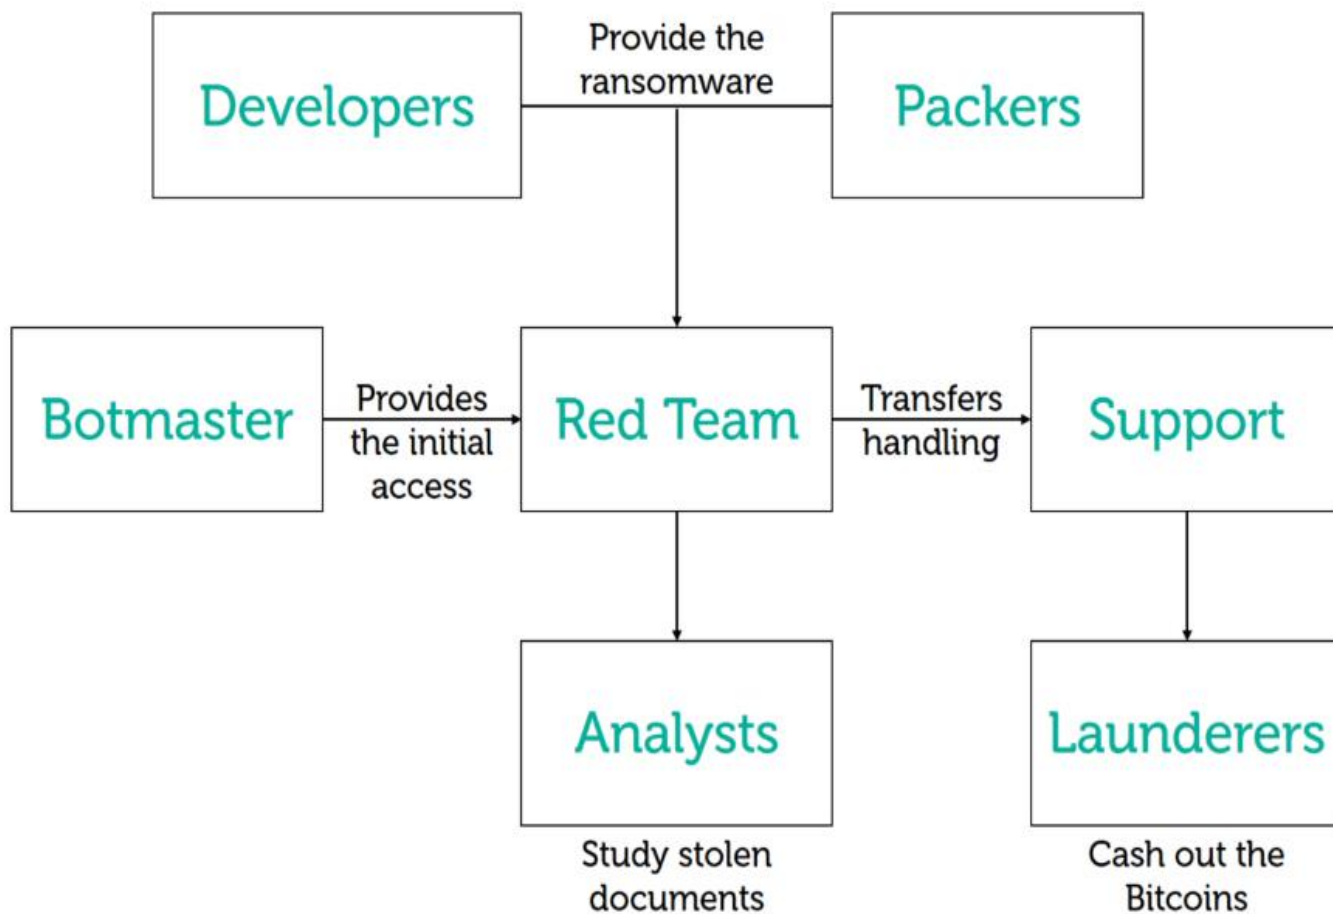 Provide the
ransomware
Developers
Packers
Botmaster
Provides
the initial
access
Red Team
Transfers
handling
Support
Analysts
Launderers
Study stolen
documents
Cash out the
Bitcoins